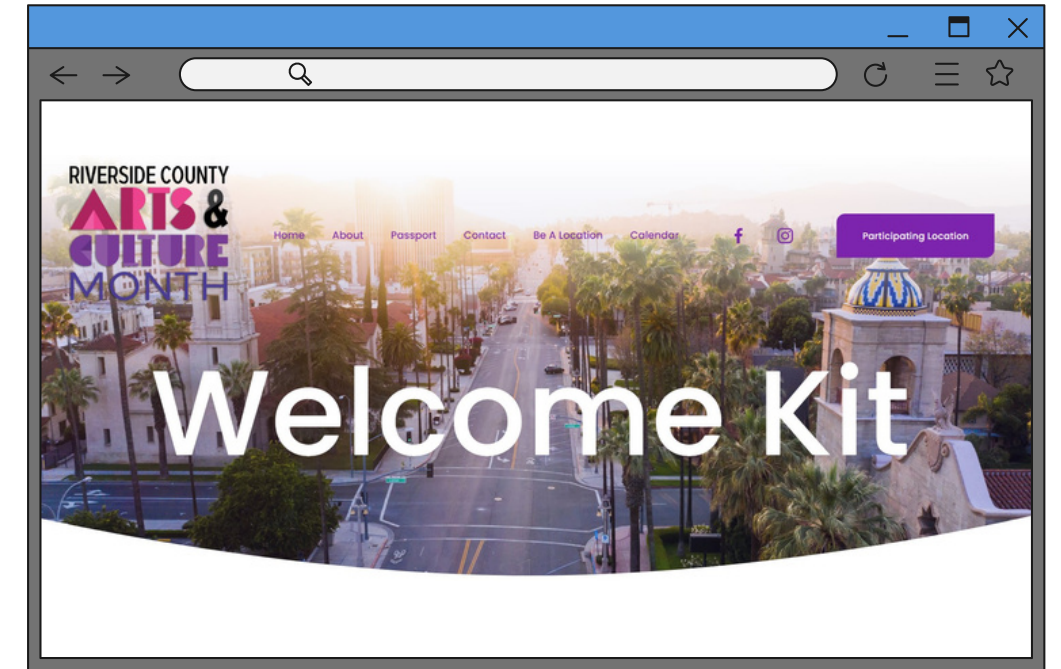 RIVERSIDE COUNTY
ARTS &
CULTURE
MONTH
Home About Passport Contact Be A Location Calendar
Participating Location
Welcome Kit